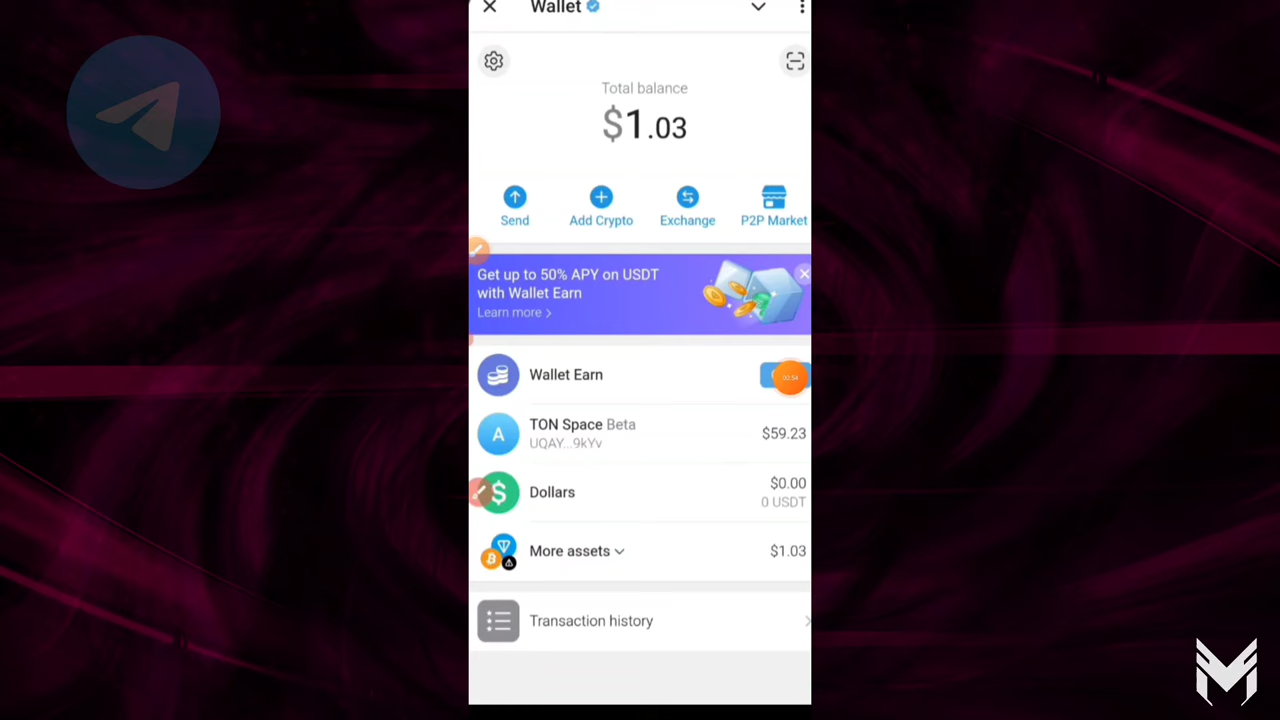 Wallet
Total balance
$1.03
Send
Add Crypto
Exchange
P2P Market
Get up to 50% APY on USDT
with Wallet Earn
Learn more >
Wallet Earn
00:54
TON Space Beta
$59.23
UQAY...9kYv
Dollars
$0.00
0 USDT
More assets
$1.03
Transaction history